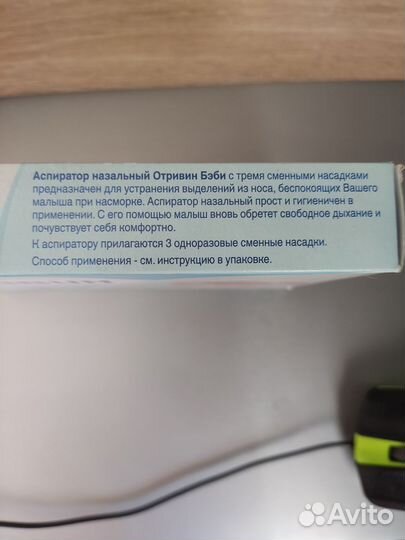 Аспиратор назальный Отривин Бэби с тремя сменными насадками
предназначен для устранения выделений из носа, беспокоящих Вашего
малыша при насморке. Аспиратор назальный прост и гигиеничен в
применении. С его помощью малыш вновь обретет свободное дыхание и
почувствует себя комфортно.
К аспиратору прилагаются 3 одноразовые сменные насадки.
Способ применения - см. инструкцию в упаковке.
Avito